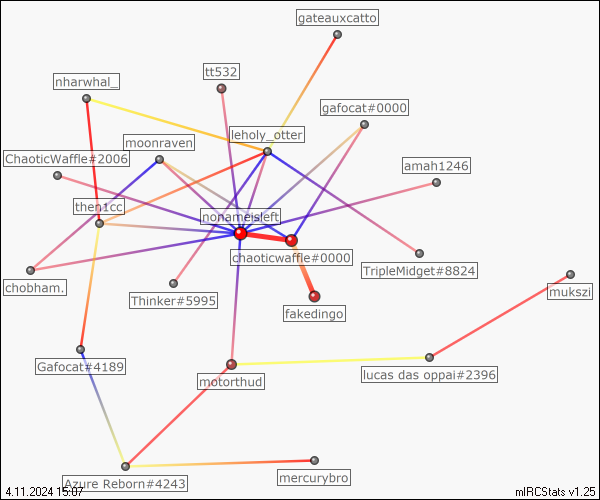 gateauxcatto
tt532
nharwhal_
gafocat#0000
leholy_otter
moonraven
ChaoticWaffle#2006
amah1246
then1cc
nonameisleft
chaoticwaffle#0000
TripleMidget#8824
chobham.
mukszi
Thinker#5995
fakedingo
Gafocat#4189
lucas das oppai#2396
motorthud
mercurybro
Azure Reborn#4243
4.11.2024 15:07
mIRCStats v1.25